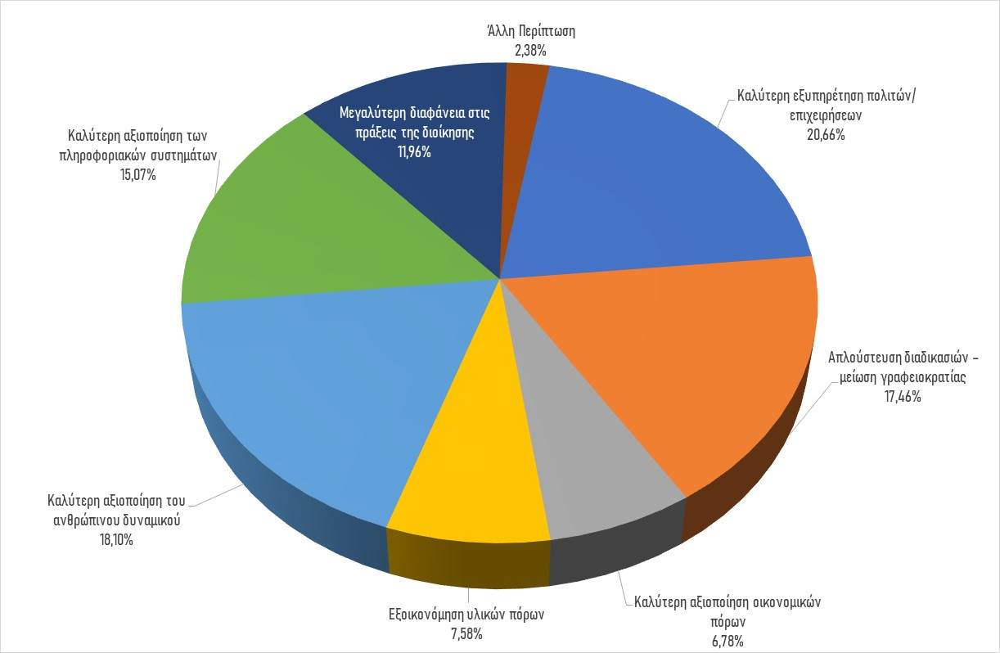 Άλλη Περίπτωση
2,38%
Καλύτερη εξυπηρέτηση πολιτών/
επιχειρήσεων
20,66%
Μεγαλύτερη διαφάνεια στις
πράξεις της διοίκησης
11,96%
Καλύτερη αξιοποίηση των
πληροφοριακών συστημάτων
15,07%
Απλούστευση διαδικασιών –
μείωση γραφειοκρατίας
17,46%
Καλύτερη αξιοποίηση του
ανθρώπινου δυναμικού
18,10%
Καλύτερη αξιοποίηση οικονομικών
πόρων
6,78%
Εξοικονόμηση υλικών πόρων
7,58%